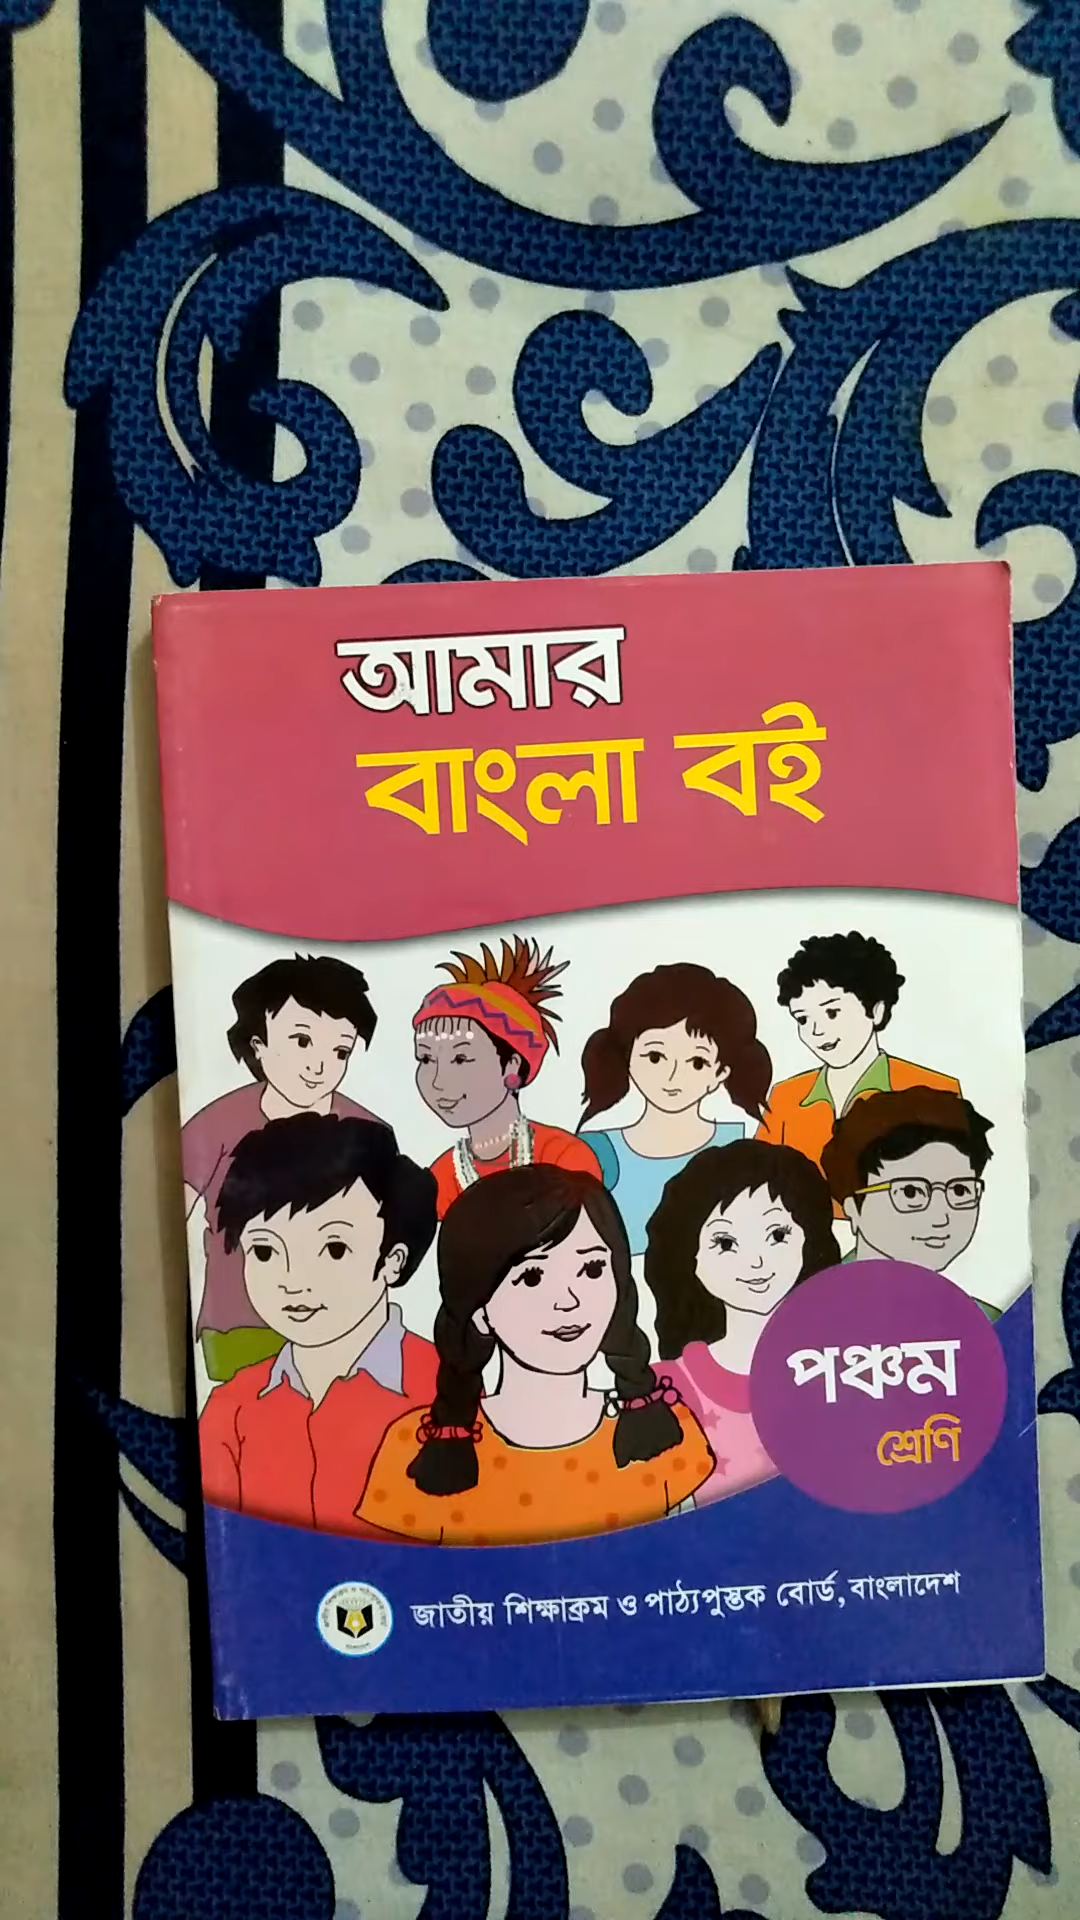 আমার
বাংলা বই
পঞ্চম
শ্রেণি
জাতীয় শিক্ষাক্রম ও পাঠ্যপুস্তক বোর্ড, বাংলাদেশ